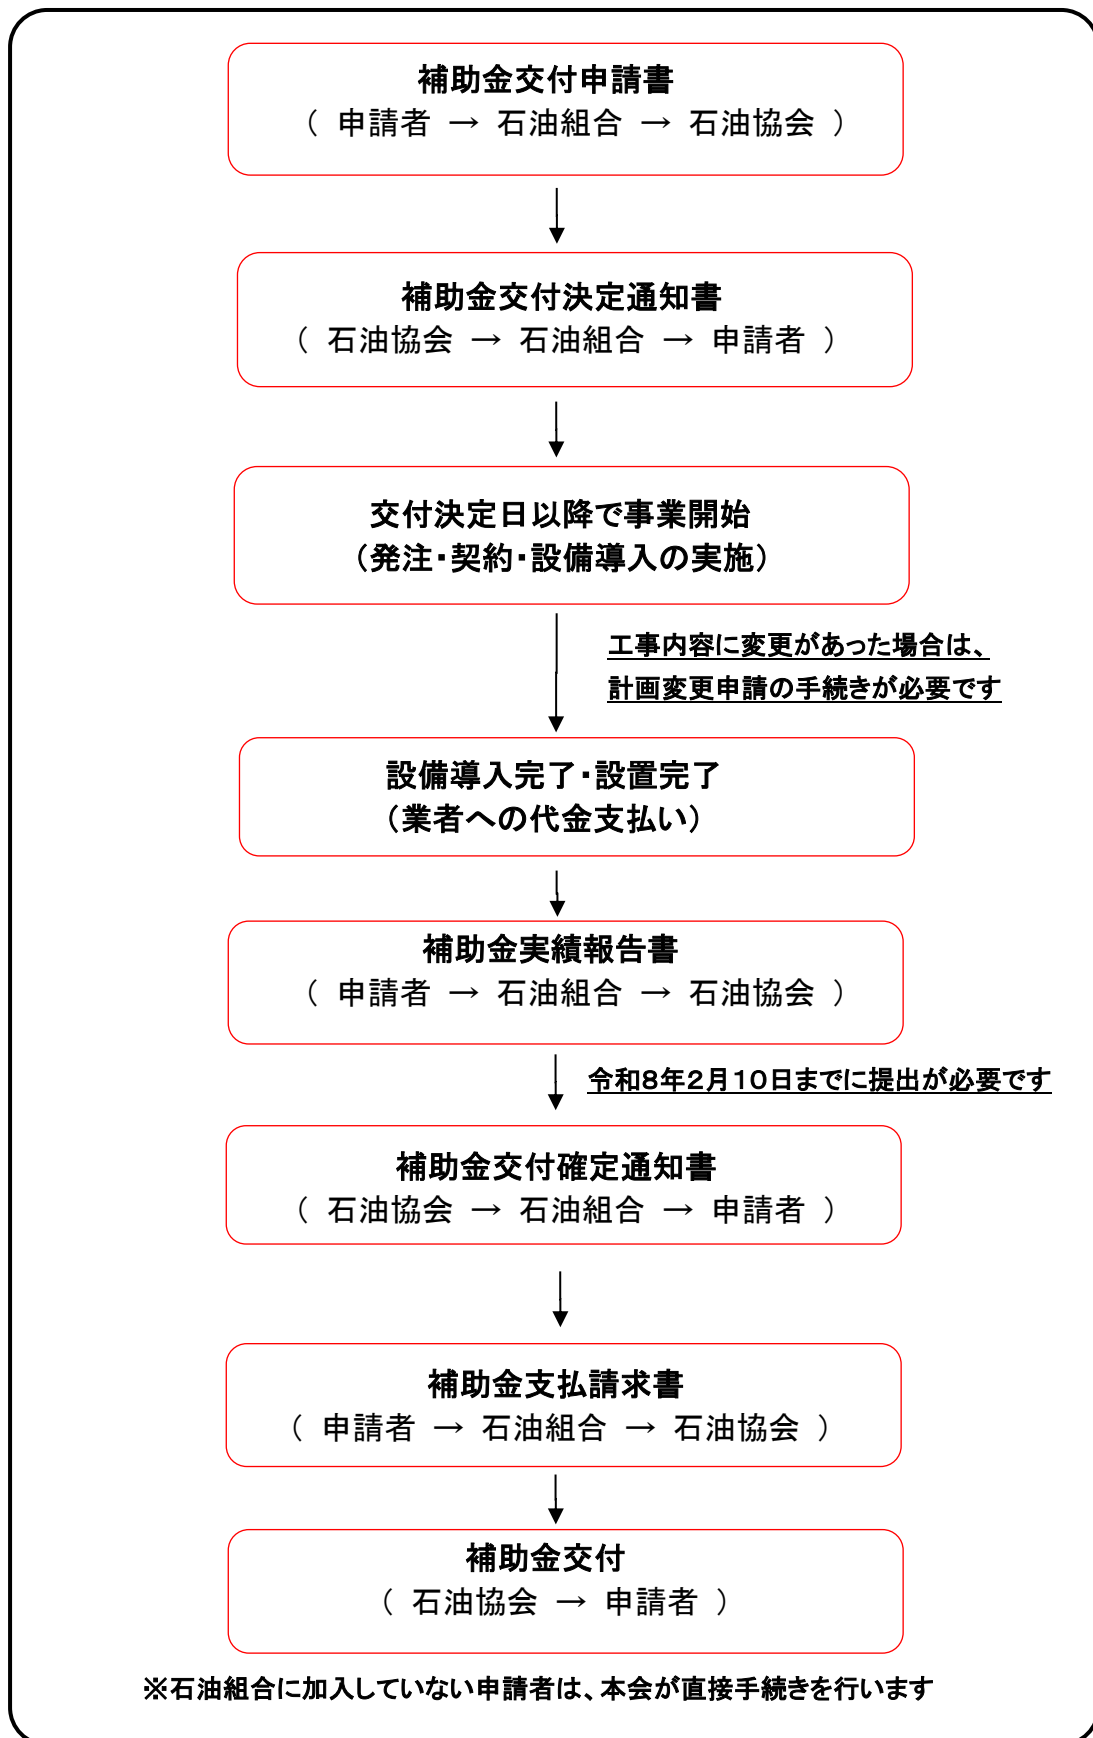 補助金交付申請書
（ 申請者 → 石油組合 → 石油協会 ）
補助金交付決定通知書
（ 石油協会 → 石油組合 → 申請者 ）
交付決定日以降で事業開始
（発注・契約・設備導入の実施）
工事内容に変更があった場合は、
計画変更申請の手続きが必要です
設備導入完了・設置完了
（業者への代金支払い）
補助金実績報告書
（ 申請者 → 石油組合 → 石油協会 ）
令和８年２月１０日までに提出が必要です
補助金交付確定通知書
（ 石油協会 → 石油組合 → 申請者 ）
補助金支払請求書
（ 申請者 → 石油組合 → 石油協会 ）
補助金交付
（ 石油協会 → 申請者 ）
※石油組合に加入していない申請者は、本会が直接手続きを行います